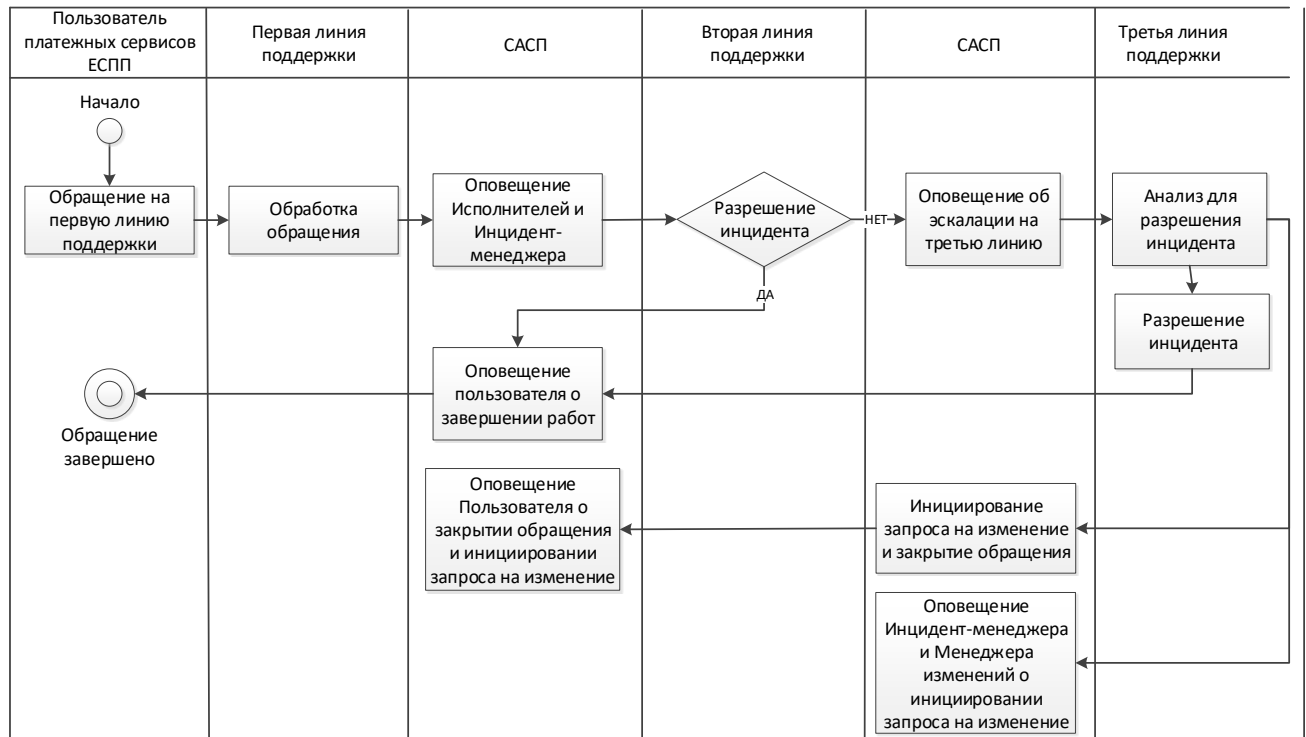 Пользователь
платежных сервисов
ЕСПП
Первая линия
поддержки
САСП
Вторая линия
поддержки
САСП
Третья линия
поддержки
Начало
Обращение на
первую линию
поддержки
Обработка
обращения
Оповещение
Исполнителей и
Инцидент-
менеджера
Разрешение
инцидента
НЕТ
ДА
Оповещение об
эскалации на
третью линию
Анализ для
разрешения
инцидента
Разрешение
инцидента
Оповещение
пользователя о
завершении работ
Обращение
завершено
Оповещение
Пользователя о
закрытии обращения
и инициировании
запроса на изменение
Инициирование
запроса на изменение
и закрытие обращения
Оповещение
Инцидент-менеджера
и Менеджера
изменений о
инициировании
запроса на изменение